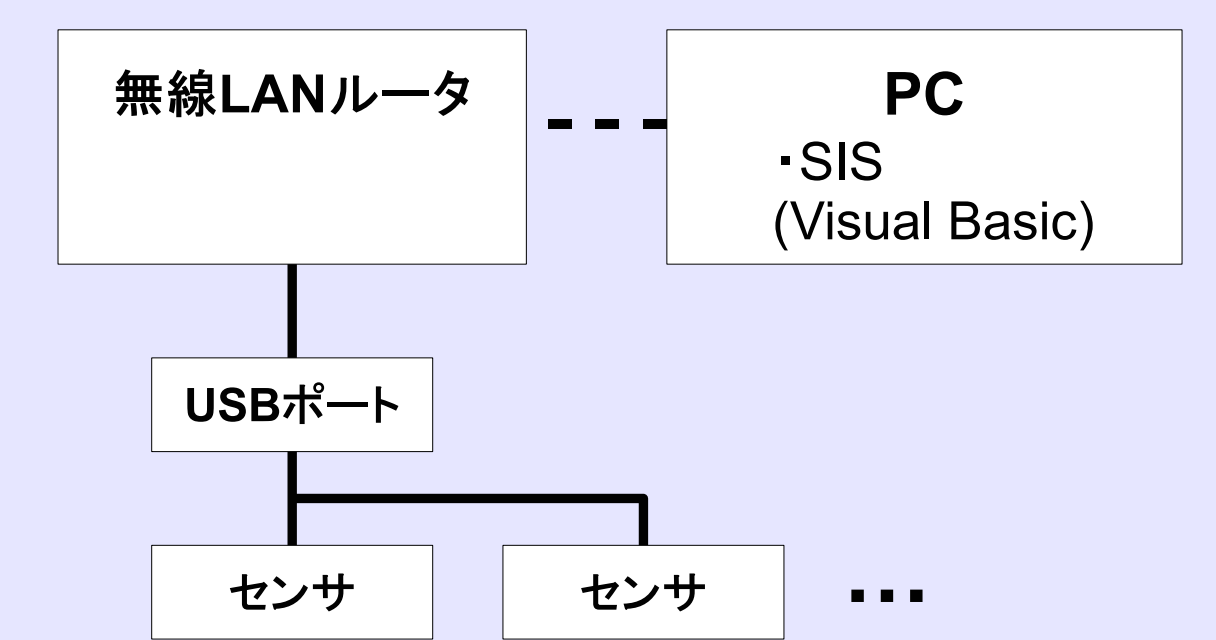 無線LANルータ
PC
・SIS
(Visual Basic)
USBポート
センサ
センサ
…